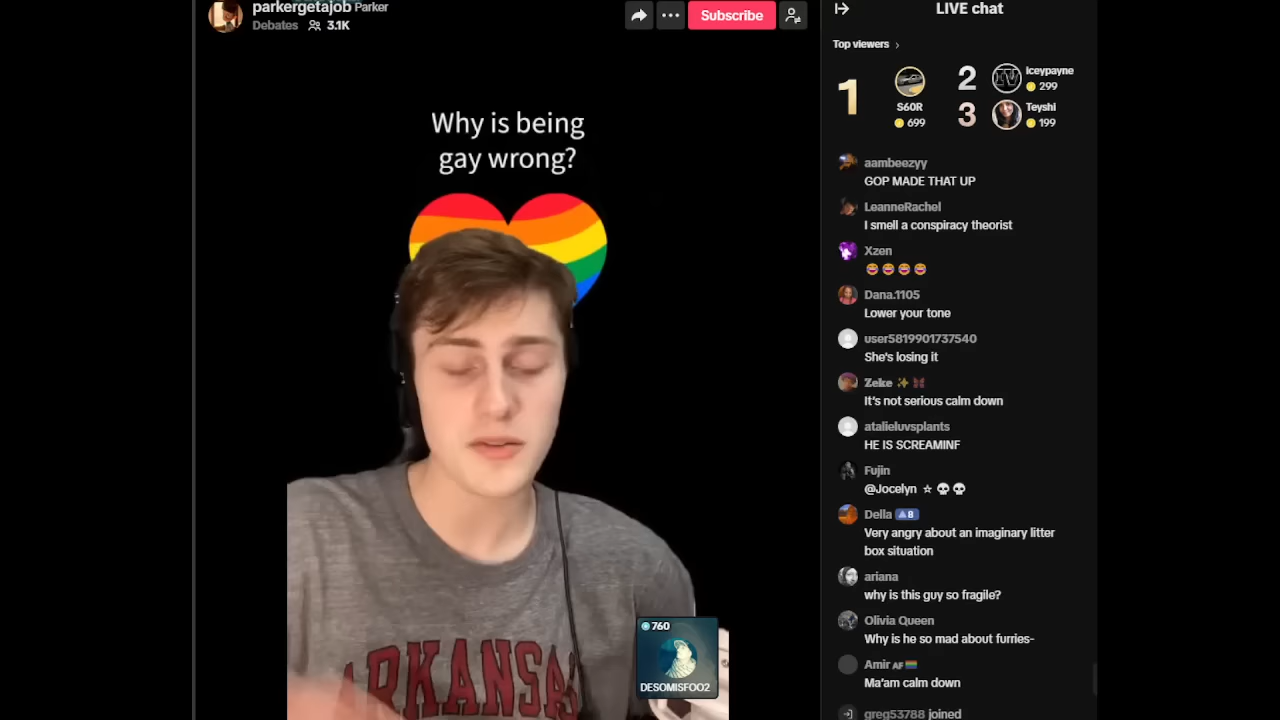 parkergetajob Parker
Debates 3.1K
Subscribe
Why is being
gay wrong?
ARKANSAS
760
DESOMISFOO2
LIVE chat
Top viewers
1
S60R
699
2
iceypayne
299
3
Teyshi
199
aambeezyy
GOP MADE THAT UP
LeanneRachel
I smell a conspiracy theorist
Xzen
Dana.1105
Lower your tone
user5819901737540
She's losing it
Zeke
It's not serious calm down
atalieluvsplants
HE IS SCREAMINF
Fujin
@Jocelyn ☆ 💀💀
Della 8
Very angry about an imaginary litter
box situation
ariana
why is this guy so fragile?
Olivia Queen
Why is he so mad about furries-
Amir AF
Ma'am calm down
greg53788 joined